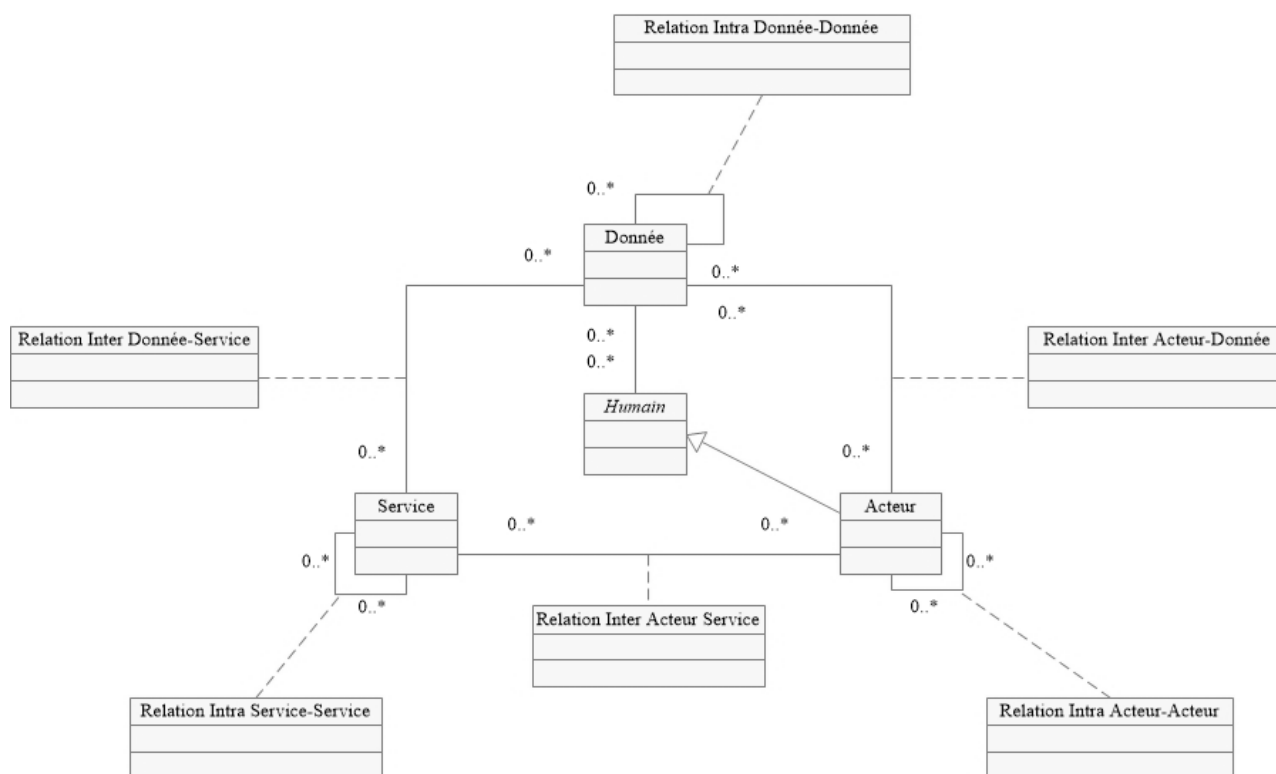 Relation Intra Donnée-Donnée
0..*
Donnée
0..*
0..*
0..*
0..*
Relation Inter Donnée-Service
0..*
Relation Inter Acteur-Donnée
Humain
0..*
0..*
Service
Acteur
0..*
0..*
0..*
0..*
0..*
0..*
Relation Inter Acteur Service
Relation Intra Service-Service
Relation Intra Acteur-Acteur